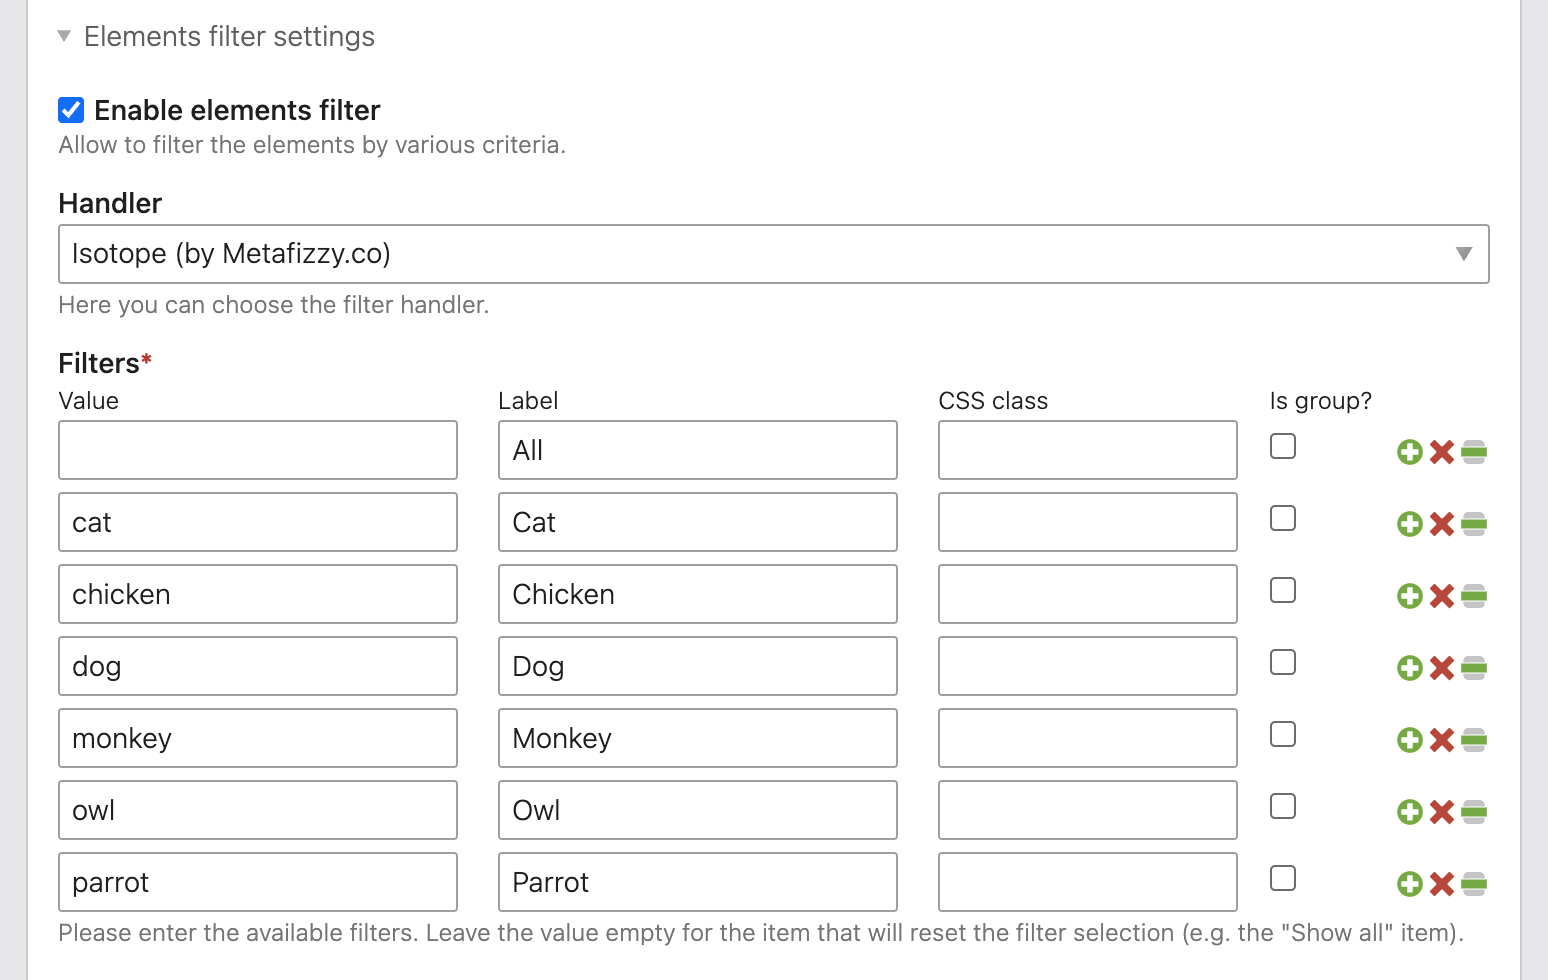 Elements filter settings
Enable elements filter
Allow to filter the elements by various criteria.
Handler
Isotope (by Metafizzy.co)
Here you can choose the filter handler.
Filters*
Value Label CSS class Is group?
All
cat Cat
chicken Chicken
dog Dog
monkey Monkey
owl Owl
parrot Parrot
Please enter the available filters. Leave the value empty for the item that will reset the filter selection (e.g. the "Show all" item).